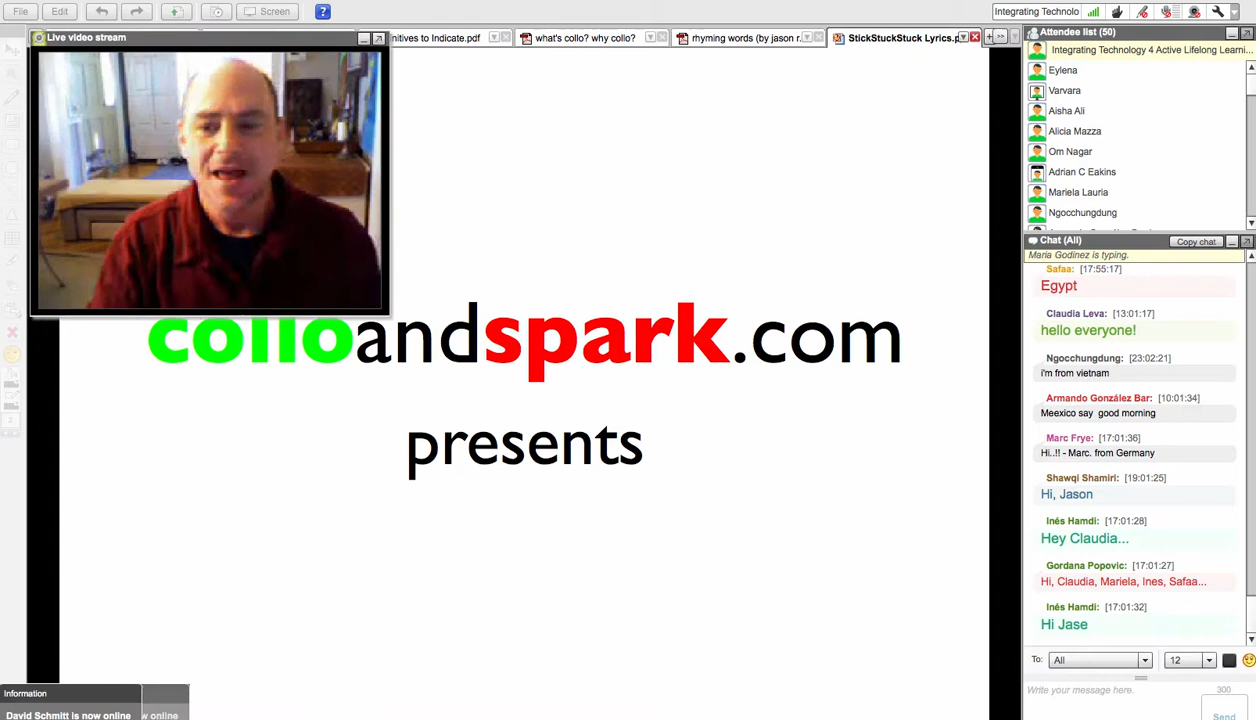 File
Edit
Screen
?
Integrating Technolo
Live video stream
nitives to Indicate.pdf
what's collo? why collo?
rhyming words (by jason r.
StickStuckStuck Lyrics.p
Attendee list (50)
Integrating Technology 4 Active Lifelong Learni...
Eylena
Varvara
Aisha Ali
Alicia Mazza
Om Nagar
Adrian C Eakins
Mariela Lauria
Ngocchungdung
colloandspark.com
presents
Chat (All)
Copy chat
Maria Godinez is typing.
Safaa: [17:55:17]
Egypt
Claudia Leva: [13:01:17]
hello everyone!
Ngocchungdung: [23:02:21]
i'm from vietnam
Armando González Bar: [10:01:34]
Meexico say good morning
Marc Frye: [17:01:36]
Hi..!! - Marc. from Germany
Shawqi Shamiri: [19:01:25]
Hi, Jason
Inés Hamdi: [17:01:28]
Hey Claudia...
Gordana Popovic: [17:01:27]
Hi, Claudia, Mariela, Ines, Safaa...
Inés Hamdi: [17:01:32]
Hi Jase
To: All 12
Write your message here. 300
Send
Information
David Schmitt is now online
w online